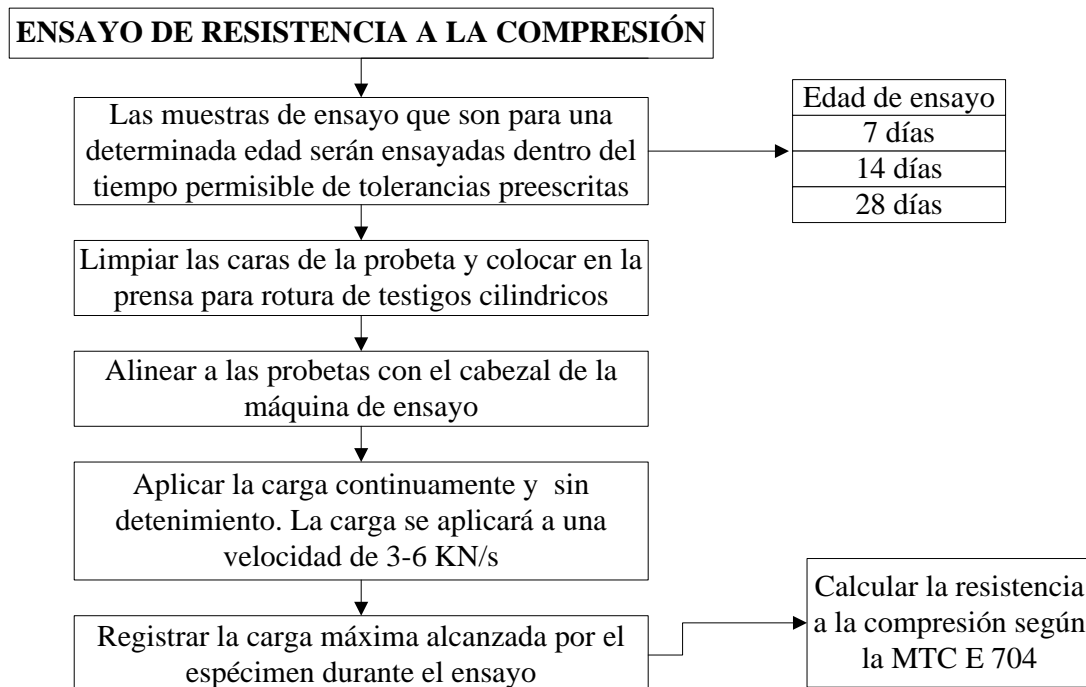 ENSAYO DE RESISTENCIA A LA COMPRESIÓN
Las muestras de ensayo que son para una
determinada edad serán ensayadas dentro del
tiempo permisible de tolerancias preescritas
Edad de ensayo
7 días
14 días
28 días
Limpiar las caras de la probeta y colocar en la
prensa para rotura de testigos cilindricos
Alinear a las probetas con el cabezal de la
máquina de ensayo
Aplicar la carga continuamente y sin
detenimiento. La carga se aplicará a una
velocidad de 3-6 KN/s
Registrar la carga máxima alcanzada por el
espécimen durante el ensayo
Calcular la resistencia
a la compresión según
la MTC E 704